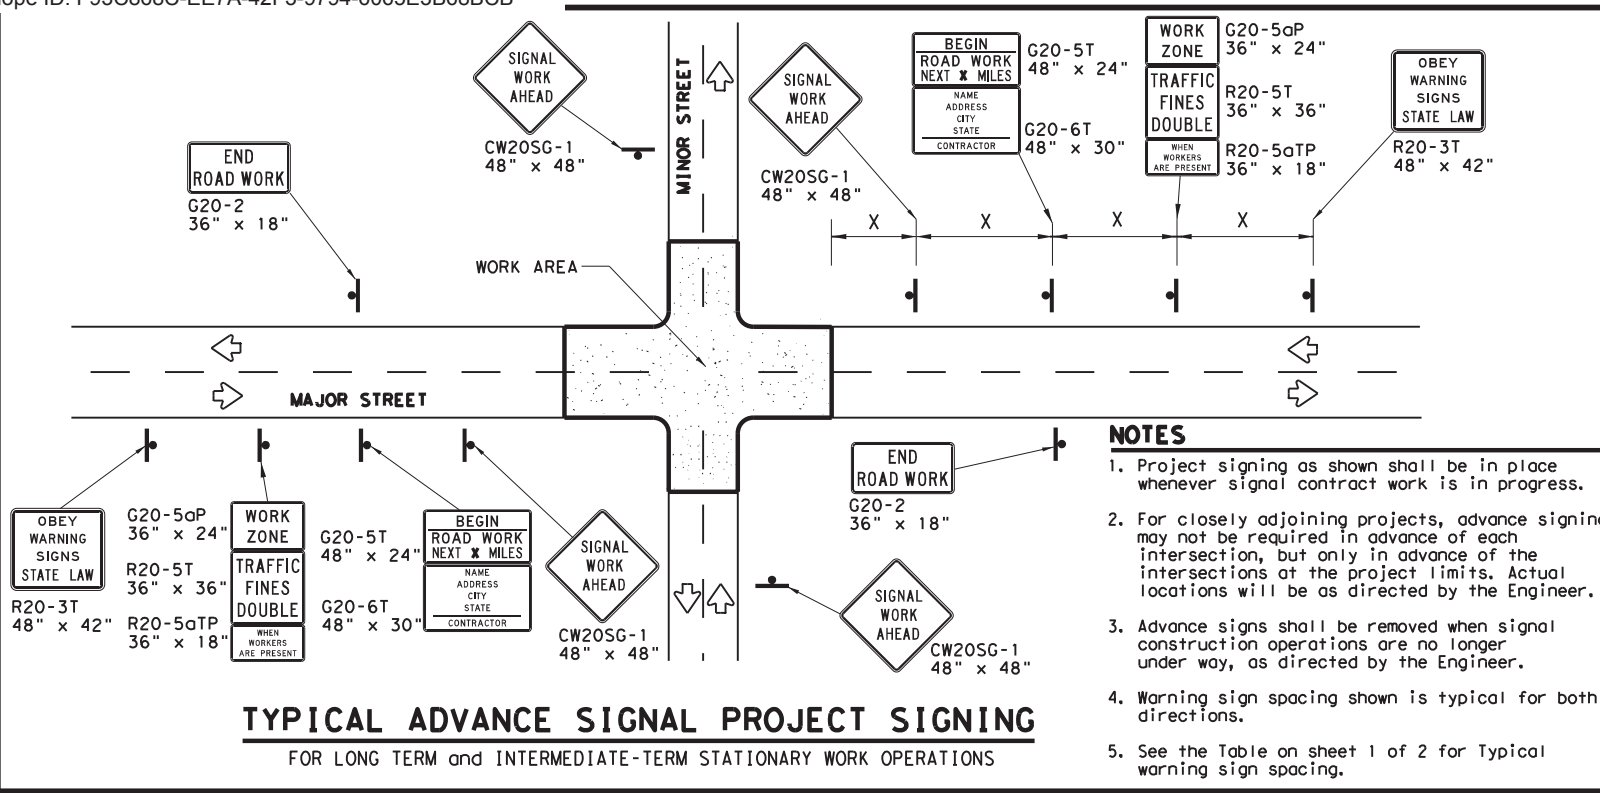 SIGNAL
WORK
AHEAD
CW20SG-1
48" x 48"
END
ROAD WORK
G20-2
36" x 18"
MINOR STREET
SIGNAL
WORK
AHEAD
CW20SG-1
48" x 48"
BEGIN
ROAD WORK
NEXT X MILES
NAME
ADDRESS
CITY
STATE
CONTRACTOR
G20-5T
48" x 24"
G20-6T
48" x 30"
WORK
ZONE
TRAFFIC
FINES
DOUBLE
WHEN
WORKERS
ARE PRESENT
G20-5aP
36" x 24"
R20-5T
36" x 36"
R20-5aTP
36" x 18"
OBEY
WARNING
SIGNS
STATE LAW
R20-3T
48" x 42"
X X X X
WORK AREA
MAJOR STREET
OBEY
WARNING
SIGNS
STATE LAW
R20-3T
48" x 42"
G20-5aP
36" x 24"
R20-5T
36" x 36"
R20-5aTP
36" x 18"
WORK
ZONE
TRAFFIC
FINES
DOUBLE
WHEN
WORKERS
ARE PRESENT
G20-5T
48" x 24"
G20-6T
48" x 30"
BEGIN
ROAD WORK
NEXT X MILES
NAME
ADDRESS
CITY
STATE
CONTRACTOR
SIGNAL
WORK
AHEAD
CW20SG-1
48" x 48"
END
ROAD WORK
G20-2
36" x 18"
SIGNAL
WORK
AHEAD
CW20SG-1
48" x 48"
TYPICAL ADVANCE SIGNAL PROJECT SIGNING
FOR LONG TERM and INTERMEDIATE-TERM STATIONARY WORK OPERATIONS
NOTES
1. Project signing as shown shall be in place
whenever signal contract work is in progress.
2. For closely adjoining projects, advance signing
may not be required in advance of each
intersection, but only in advance of the
intersections at the project limits. Actual
locations will be as directed by the Engineer.
3. Advance signs shall be removed when signal
construction operations are no longer
under way, as directed by the Engineer.
4. Warning sign spacing shown is typical for both
directions.
5. See the Table on sheet 1 of 2 for Typical
warning sign spacing.